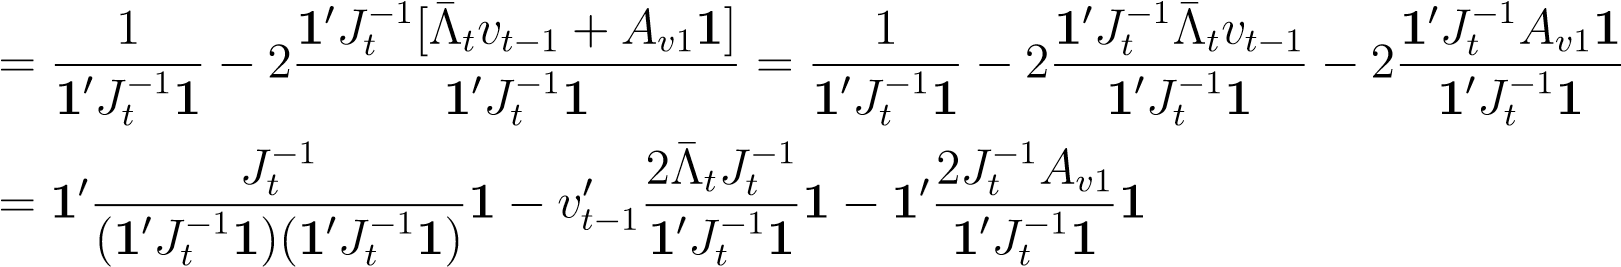 $= \frac{1}{\mathbf{1}' J_t^{-1} \mathbf{1}} - 2 \frac{\mathbf{1}' J_t^{-1} [\bar{\Lambda}_t v_{t-1} + A_{v1} \mathbf{1}]}{\mathbf{1}' J_t^{-1} \mathbf{1}} = \frac{1}{\mathbf{1}' J_t^{-1} \mathbf{1}} - 2 \frac{\mathbf{1}' J_t^{-1} \bar{\Lambda}_t v_{t-1}}{\mathbf{1}' J_t^{-1} \mathbf{1}} - 2 \frac{\mathbf{1}' J_t^{-1} A_{v1} \mathbf{1}}{\mathbf{1}' J_t^{-1} \mathbf{1}}$
$= \mathbf{1}' \frac{J_t^{-1}}{(\mathbf{1}' J_t^{-1} \mathbf{1})(\mathbf{1}' J_t^{-1} \mathbf{1})} \mathbf{1} - v_{t-1}' \frac{2 \bar{\Lambda}_t J_t^{-1}}{\mathbf{1}' J_t^{-1} \mathbf{1}} \mathbf{1} - \mathbf{1}' \frac{2 J_t^{-1} A_{v1}}{\mathbf{1}' J_t^{-1} \mathbf{1}} \mathbf{1}$